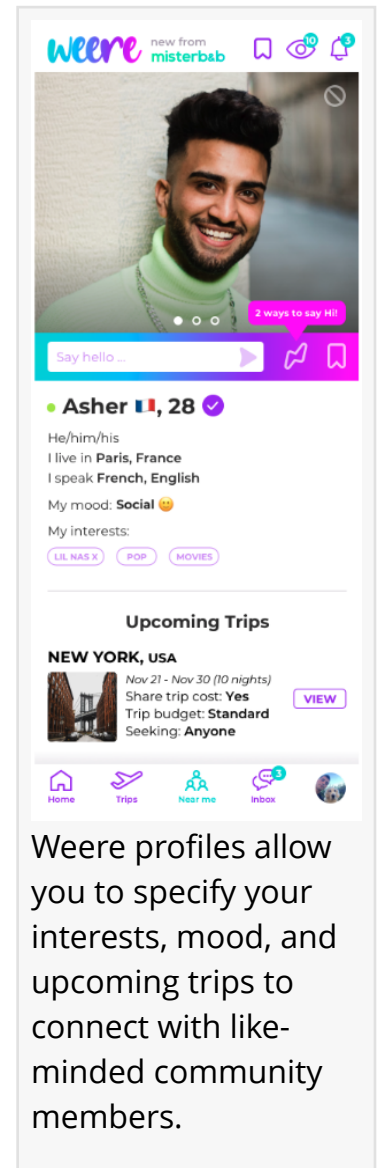 weere new from misterb&b 10 3
2 ways to say Hi!
Say hello ...
Asher 🇫🇷, 28
He/him/his
I live in Paris, France
I speak French, English
My mood: Social 😀
My interests:
LIL NAS X POP MOVIES
Upcoming Trips
NEW YORK, USA
Nov 21 - Nov 30 (10 nights)
Share trip cost: Yes
Trip budget: Standard
Seeking: Anyone
VIEW
3
Home Trips Near me Inbox
Weere profiles allow
you to specify your
interests, mood, and
upcoming trips to
connect with like-
minded community
members.